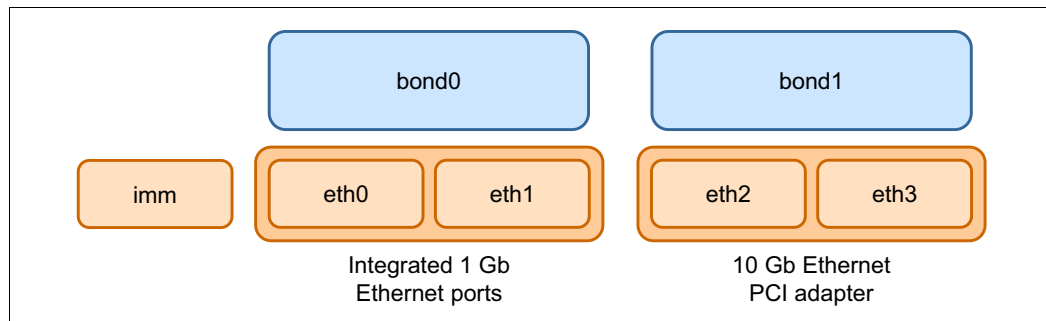 bond0
bond1
imm
eth0
eth1
eth2
eth3
Integrated 1 Gb
Ethernet ports
10 Gb Ethernet
PCI adapter